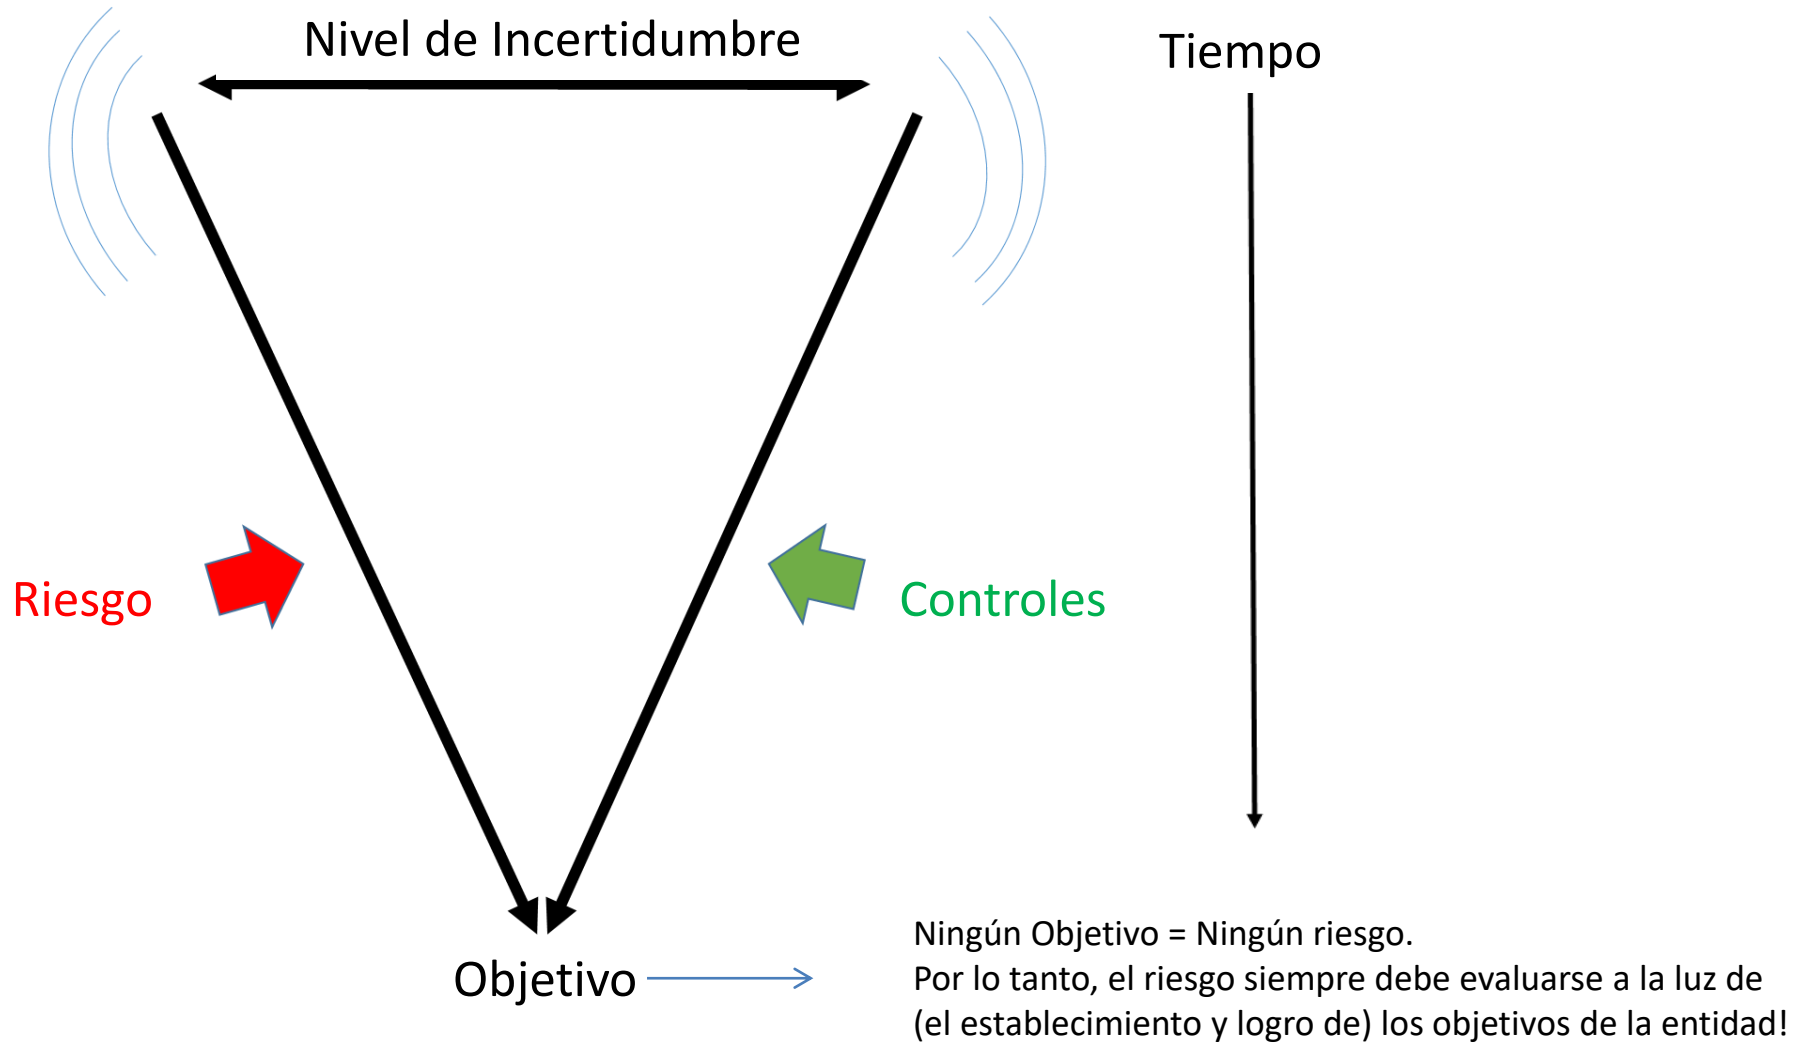 Nivel de Incertidumbre
Tiempo
Riesgo
Controles
Objetivo
Ningún Objetivo = Ningún riesgo.
Por lo tanto, el riesgo siempre debe evaluarse a la luz de
(el establecimiento y logro de) los objetivos de la entidad!